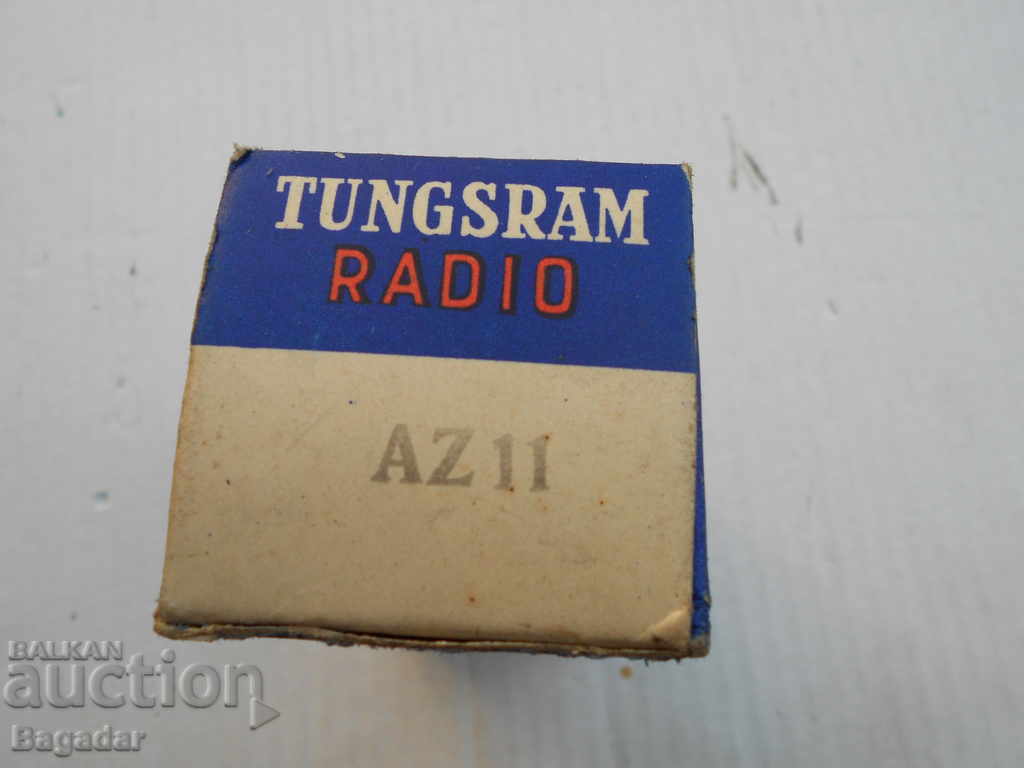 TUNGSRAM
RADIO
AZ11
BALKAN
auction
Bagadar